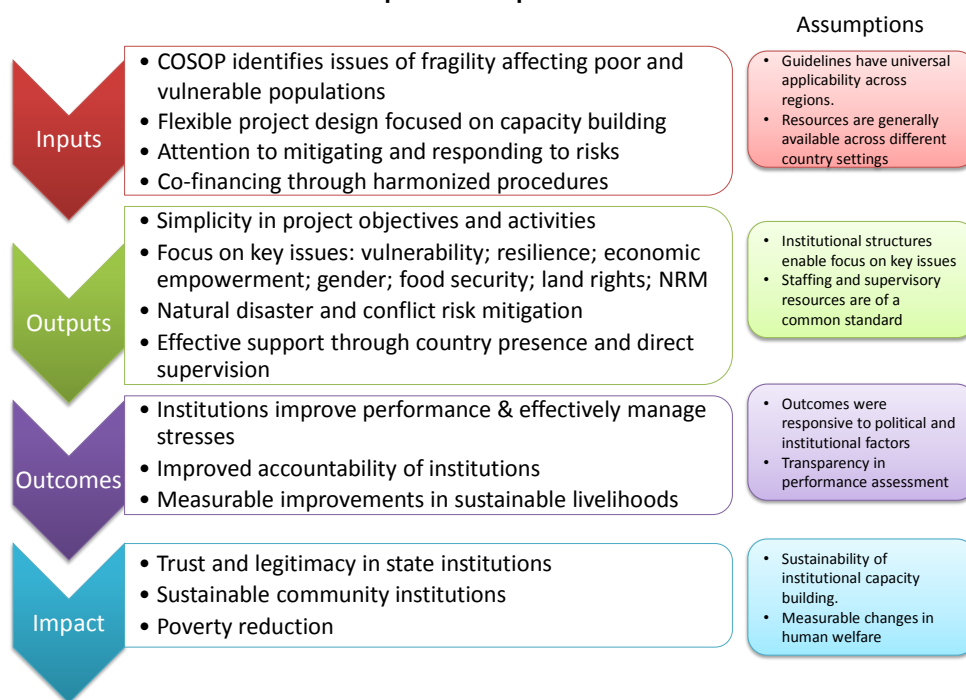 Assumptions
Inputs
• COSOP identifies issues of fragility affecting poor and
vulnerable populations
• Flexible project design focused on capacity building
• Attention to mitigating and responding to risks
• Co-financing through harmonized procedures
• Guidelines have universal
applicability across
regions.
• Resources are generally
available across different
country settings
Outputs
• Simplicity in project objectives and activities
• Focus on key issues: vulnerability; resilience; economic
empowerment; gender; food security; land rights; NRM
• Natural disaster and conflict risk mitigation
• Effective support through country presence and direct
supervision
• Institutional structures
enable focus on key issues
• Staffing and supervisory
resources are of a
common standard
Outcomes
• Institutions improve performance & effectively manage
stresses
• Improved accountability of institutions
• Measurable improvements in sustainable livelihoods
• Outcomes were
responsive to political and
institutional factors
• Transparency in
performance assessment
Impact
• Trust and legitimacy in state institutions
• Sustainable community institutions
• Poverty reduction
• Sustainability of
institutional capacity
building.
• Measurable changes in
human welfare